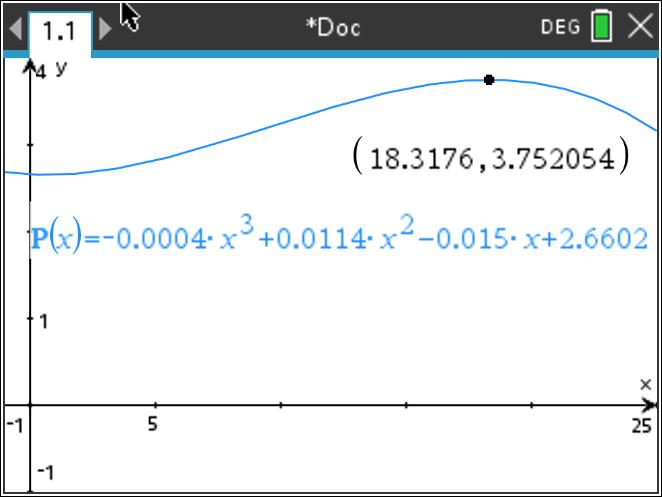 1.1 *Doc DEG
4 y
(18.3176,3.752054)
P(x)=-0.0004·x³+0.0114·x²-0.015·x+2.6602
1
x
-1 5 25
-1